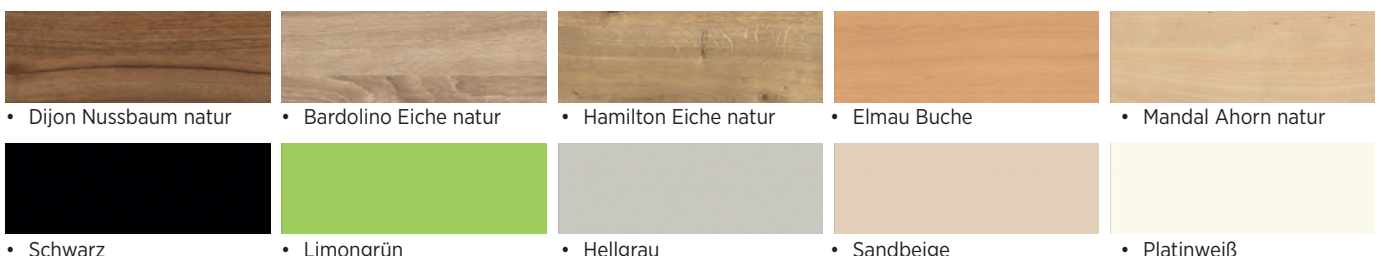 • Dijon Nussbaum natur • Bardolino Eiche natur • Hamilton Eiche natur • Elmau Buche • Mandal Ahorn natur
• Schwarz • Limongrün • Hellgrau • Sandbeige • Platinweiß